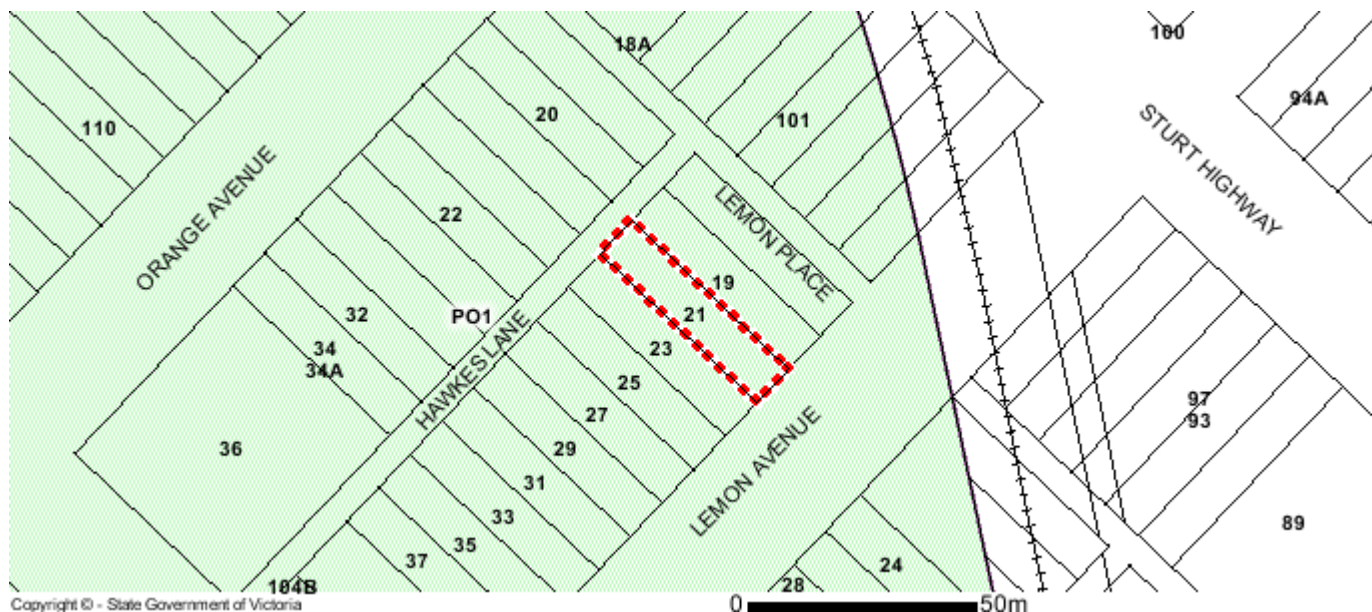 18A
100
94A
110
20
101
STURT HIGHWAY
ORANGE AVENUE
22
LEMON PLACE
19
PO1
21
32
HAWKES LANE
23
34
34A
25
97
93
27
LEMON AVENUE
36
29
31
33
89
35
37
24
104B
28
Copyright © - State Government of Victoria
0
50m